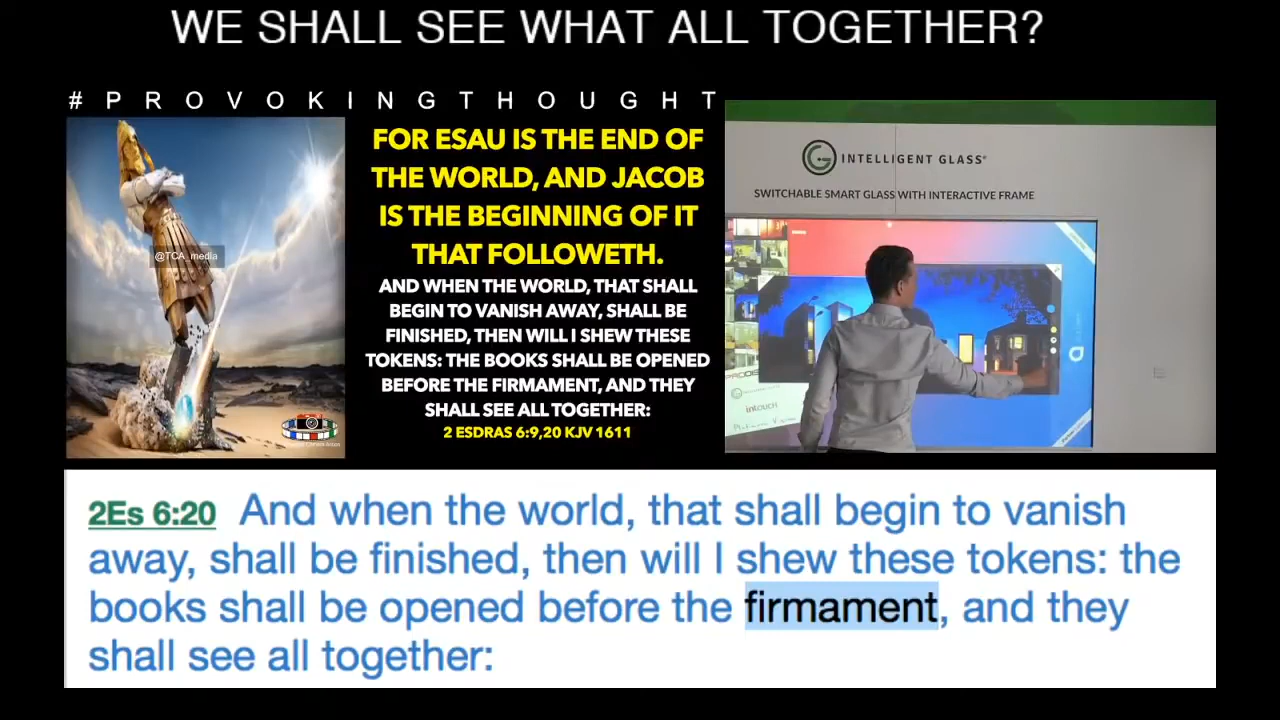 WE SHALL SEE WHAT ALL TOGETHER?
#PROVOKINGTHOUGHT
@TCA_media
FOR ESAU IS THE END OF
THE WORLD, AND JACOB
IS THE BEGINNING OF IT
THAT FOLLOWETH.
AND WHEN THE WORLD, THAT SHALL
BEGIN TO VANISH AWAY, SHALL BE
FINISHED, THEN WILL I SHEW THESE
TOKENS: THE BOOKS SHALL BE OPENED
BEFORE THE FIRMAMENT, AND THEY
SHALL SEE ALL TOGETHER:
2 ESDRAS 6:9,20 KJV 1611
INTELLIGENT GLASS®
SWITCHABLE SMART GLASS WITH INTERACTIVE FRAME
intouch
2Es 6:20 And when the world, that shall begin to vanish
away, shall be finished, then will I shew these tokens: the
books shall be opened before the firmament, and they
shall see all together: